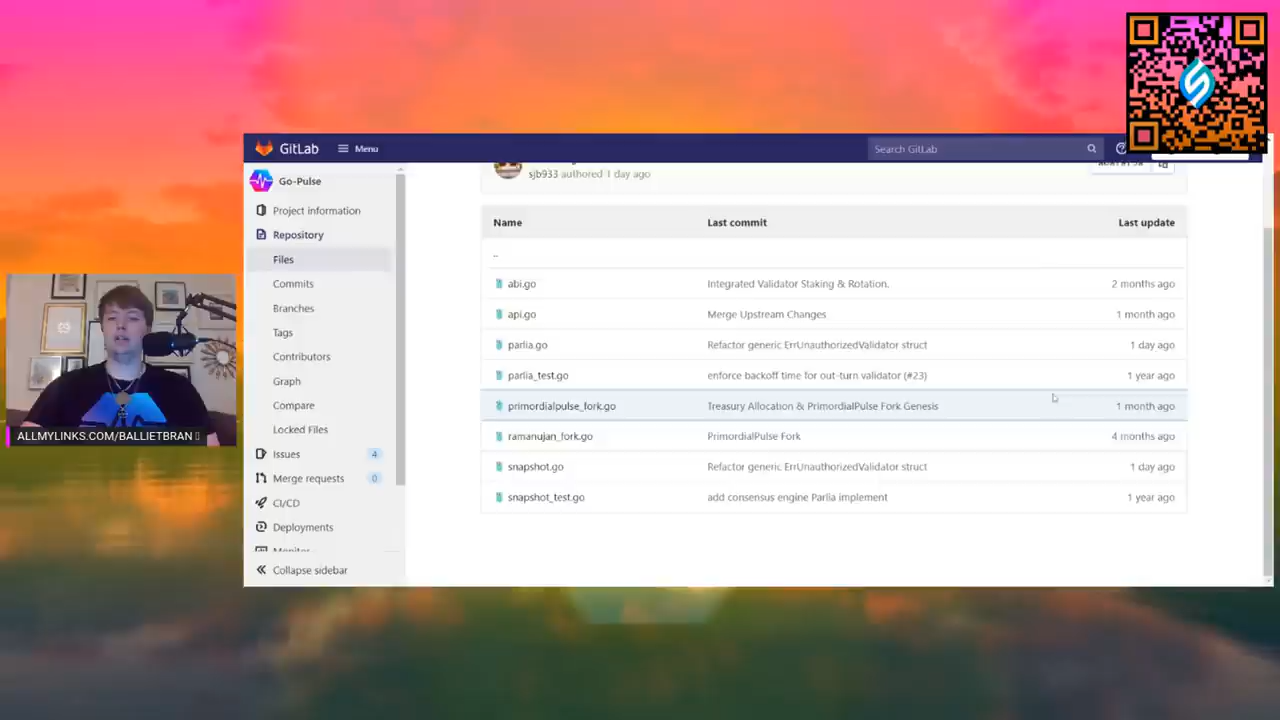 GitLab
Menu
Search GitLab
Go-Pulse
Project information
Repository
Files
Commits
Branches
Tags
Contributors
Graph
Compare
Locked Files
Issues 4
Merge requests 0
CI/CD
Deployments
Monitor
Collapse sidebar
sjb933 authored 1 day ago
Name Last commit Last update
..
abi.go Integrated Validator Staking & Rotation. 2 months ago
api.go Merge Upstream Changes 1 month ago
parlia.go Refactor generic ErrUnauthorizedValidator struct 1 day ago
parlia_test.go enforce backoff time for out-turn validator (#23) 1 year ago
primordialpulse_fork.go Treasury Allocation & PrimordialPulse Fork Genesis 1 month ago
ramanujan_fork.go PrimordialPulse Fork 4 months ago
snapshot.go Refactor generic ErrUnauthorizedValidator struct 1 day ago
snapshot_test.go add consensus engine Parlia implement 1 year ago
ALLMYLINKS.COM/BALLIETBRAN